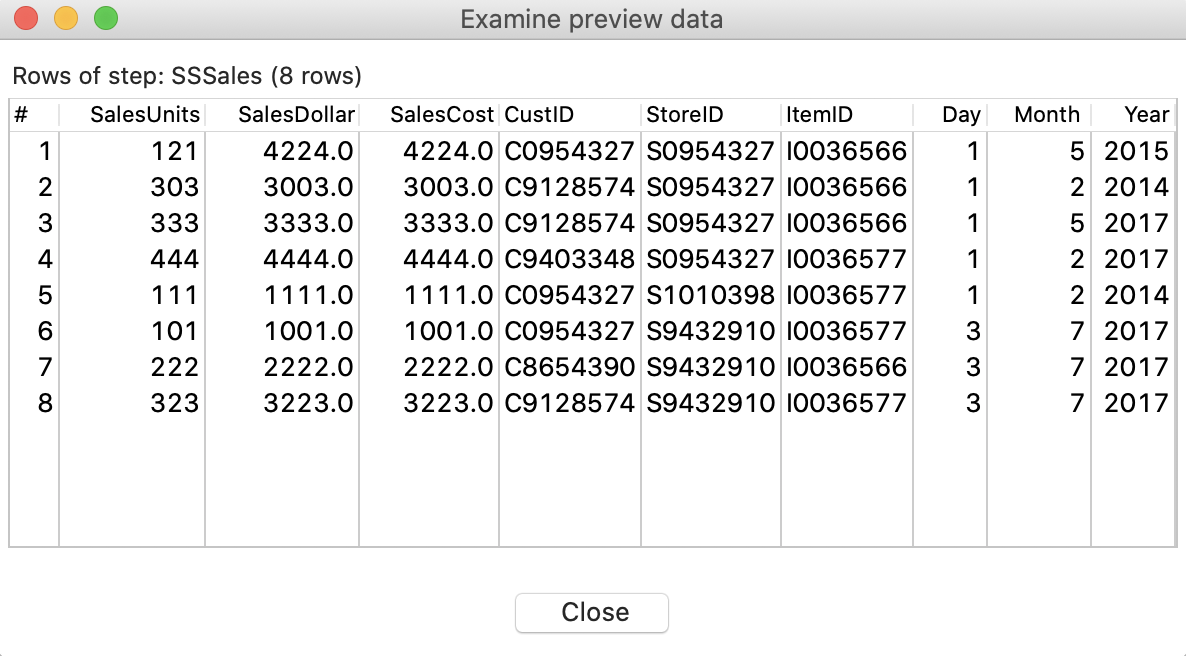 Examine preview data
Rows of step: SSSales (8 rows)
# SalesUnits SalesDollar SalesCost CustID StoreID ItemID Day Month Year
1 121 4224.0 4224.0 C0954327 S0954327 I0036566 1 5 2015
2 303 3003.0 3003.0 C9128574 S0954327 I0036566 1 2 2014
3 333 3333.0 3333.0 C9128574 S0954327 I0036566 1 5 2017
4 444 4444.0 4444.0 C9403348 S0954327 I0036577 1 2 2017
5 111 1111.0 1111.0 C0954327 S1010398 I0036577 1 2 2014
6 101 1001.0 1001.0 C0954327 S9432910 I0036577 3 7 2017
7 222 2222.0 2222.0 C8654390 S9432910 I0036566 3 7 2017
8 323 3223.0 3223.0 C9128574 S9432910 I0036577 3 7 2017
Close